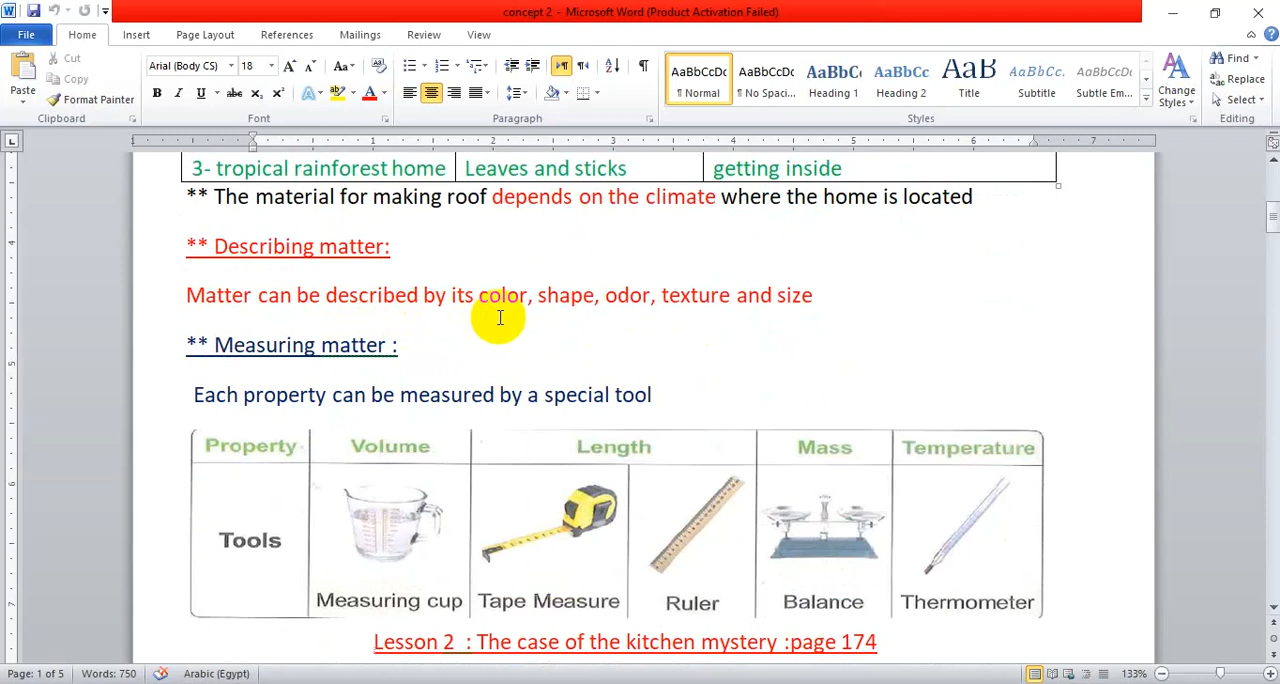 concept 2 - Microsoft Word (Product Activation Failed)
File Home Insert Page Layout References Mailings Review View
Paste
Cut
Copy
Format Painter
Clipboard
Arial (Body CS) 18
Font
Paragraph
AaBbCcDc AaBbCcDc AaBbC AaBbCc AaB AaBbCc. AaBbCcDc
¶ Normal ¶ No Spaci... Heading 1 Heading 2 Title Subtitle Subtle Em...
Change Styles
Styles
Find
Replace
Select
Editing
3- tropical rainforest home Leaves and sticks getting inside
** The material for making roof depends on the climate where the home is located
** Describing matter:
Matter can be described by its color, shape, odor, texture and size
** Measuring matter :
Each property can be measured by a special tool
Property Volume Length Mass Temperature
Tools
Measuring cup Tape Measure Ruler Balance Thermometer
Lesson 2 : The case of the kitchen mystery :page 174
Page: 1 of 5 Words: 750 Arabic (Egypt) 133%